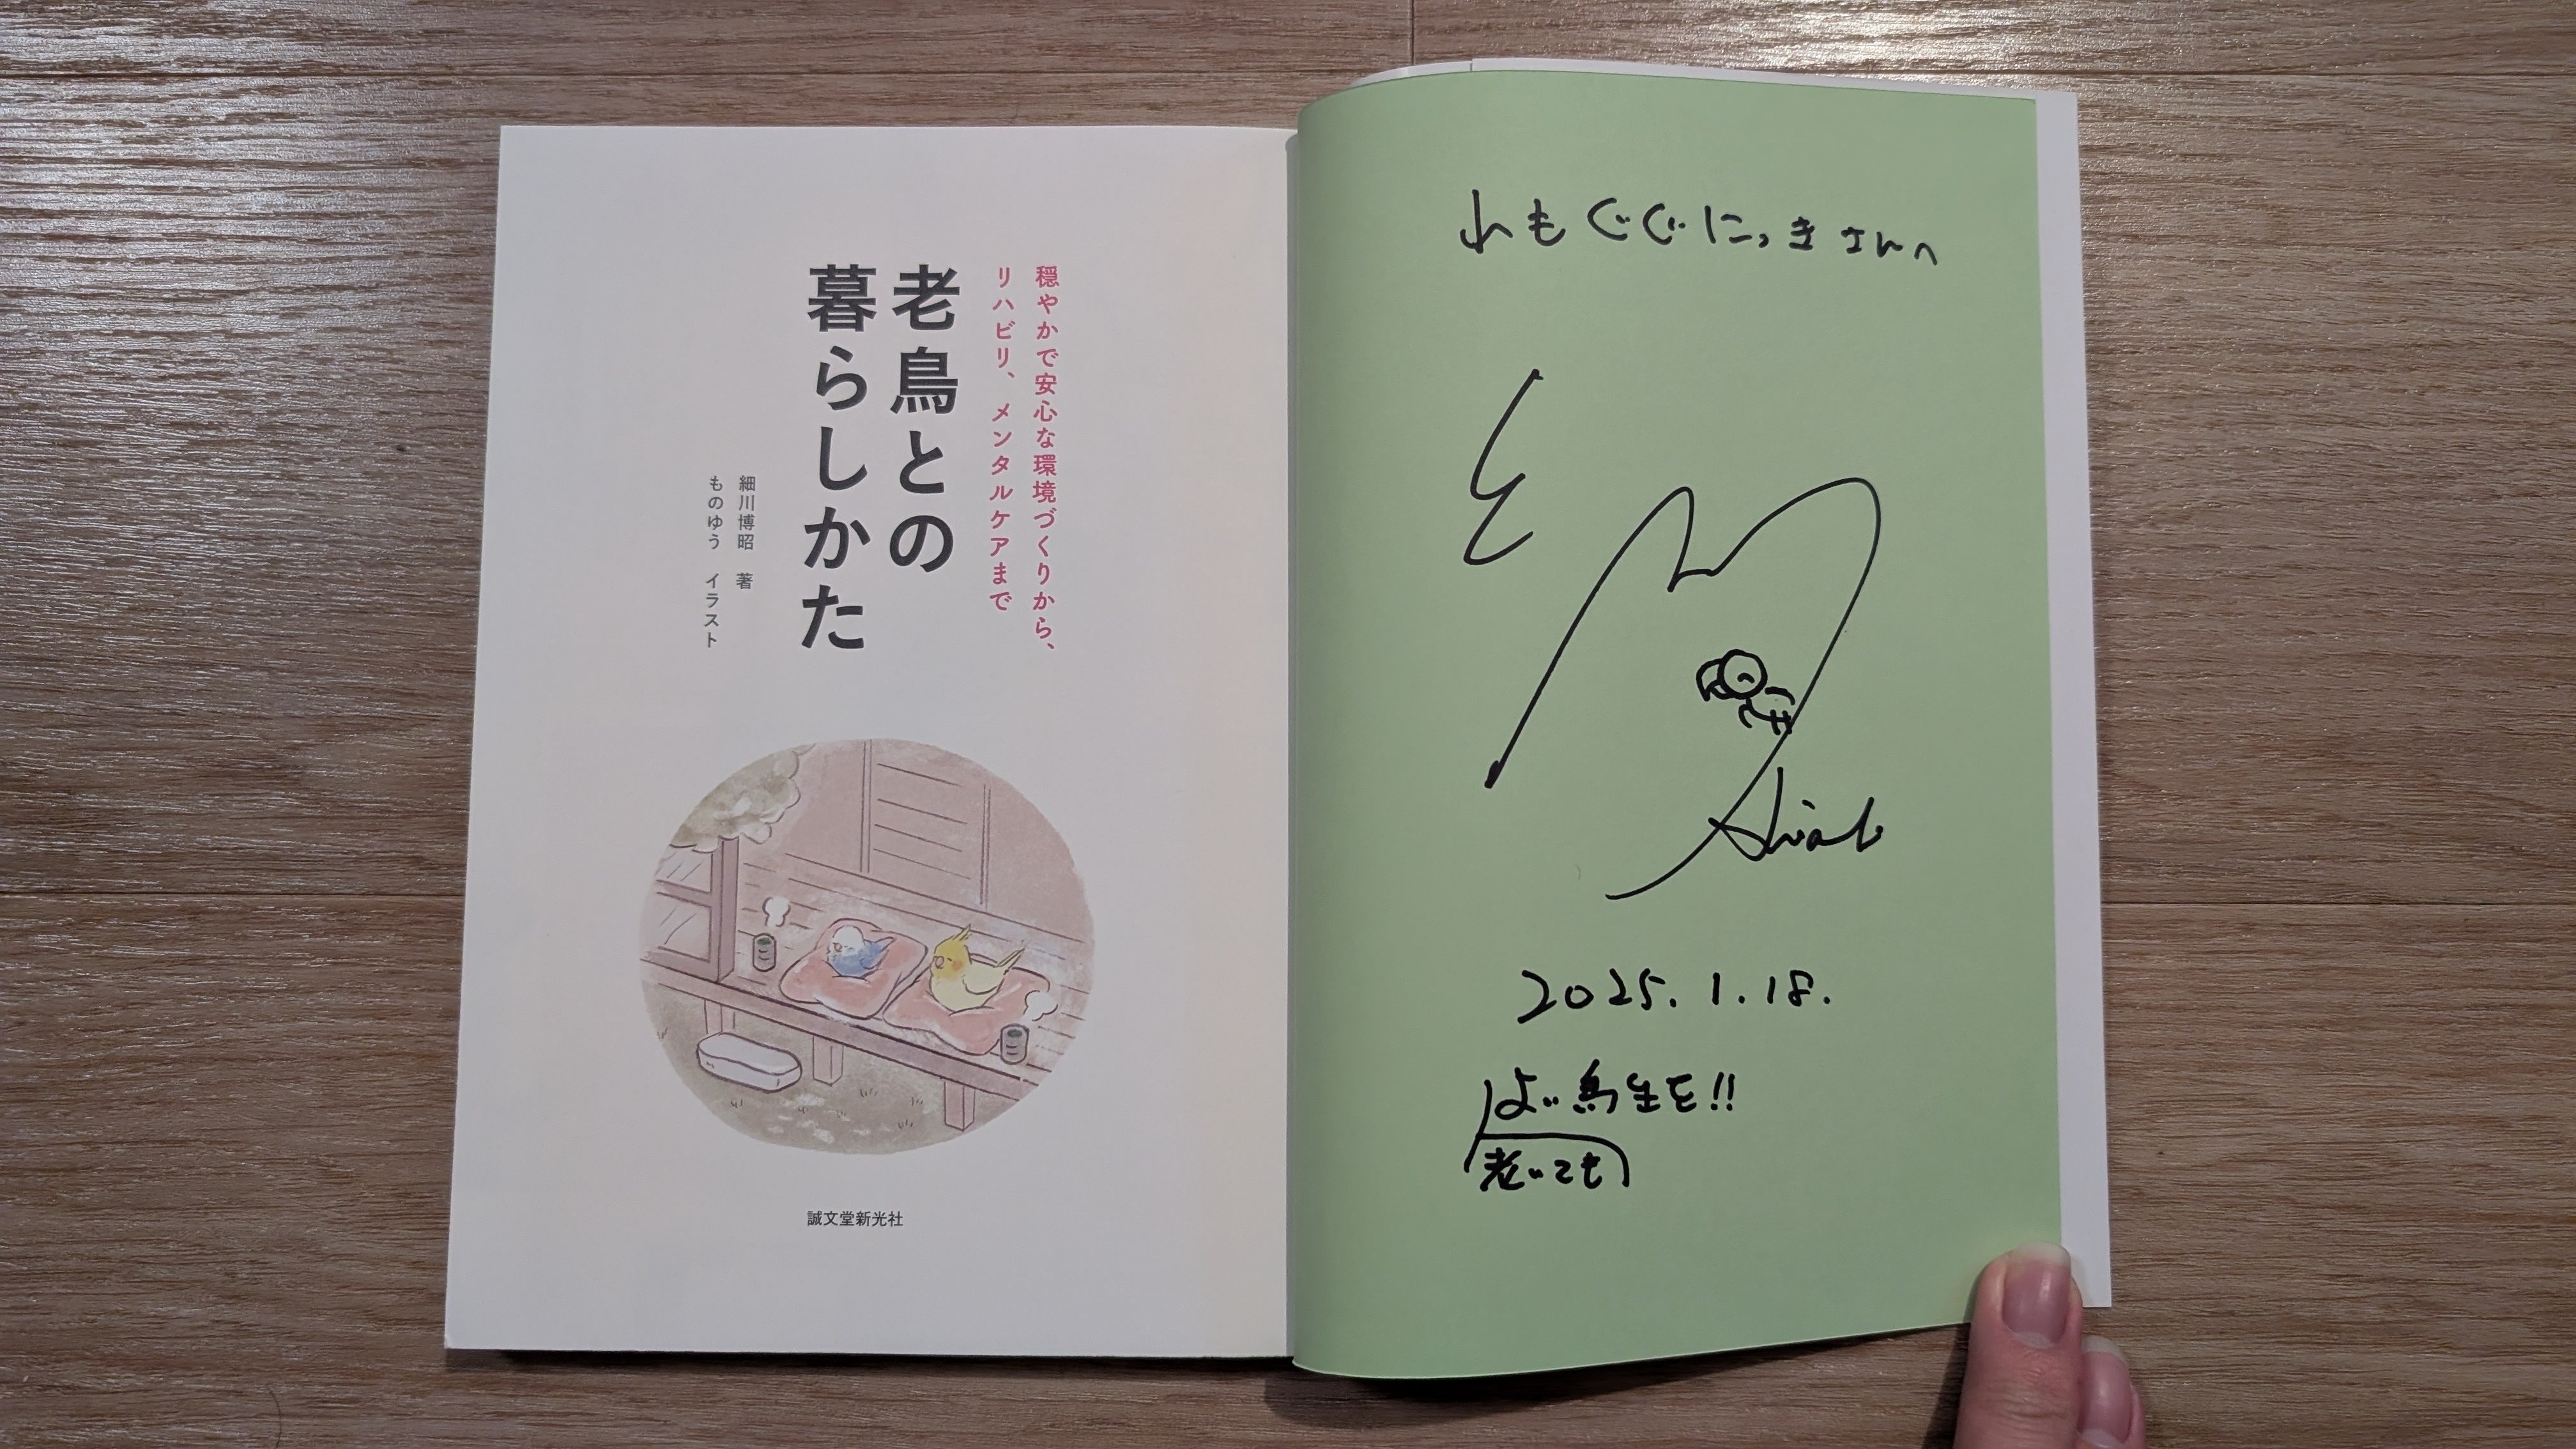 穏やかで安心な環境づくりから、
リハビリ、メンタルケアまで
老鳥との
暮らしかた
細川博昭 著
ものゆう イラスト
誠文堂新光社
れもぐぐにっきさんへ
2025.1.18.
よい鳥生を!!
老いても